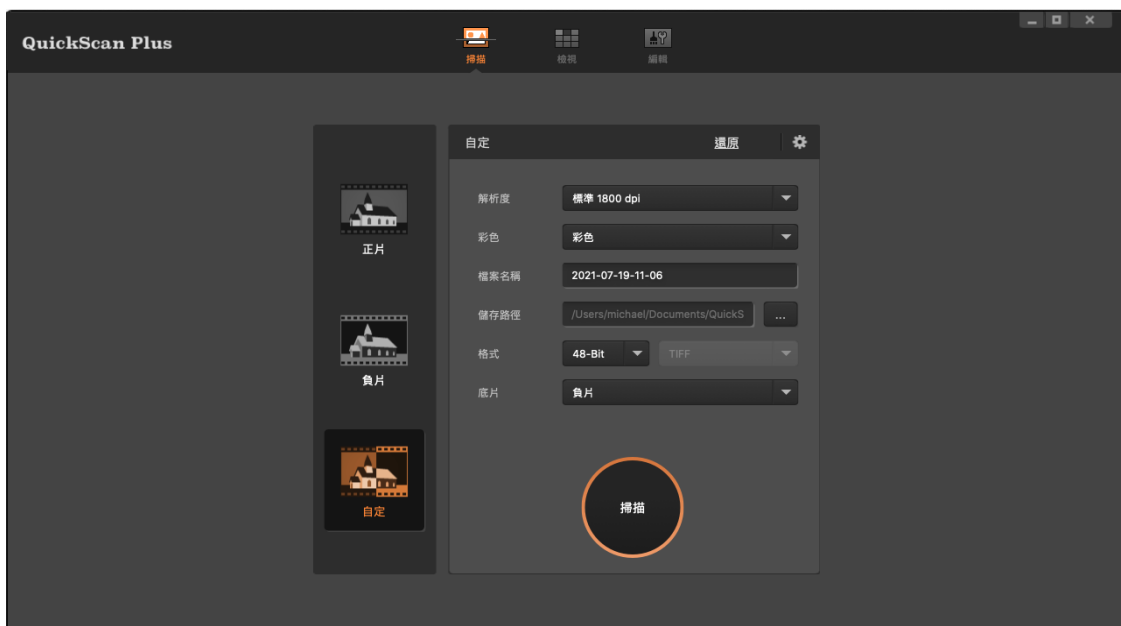 QuickScan Plus
掃描
檢視
編輯
正片
負片
自定
自定
還原
解析度
標準 1800 dpi
彩色
彩色
檔案名稱
2021-07-19-11-06
儲存路徑
/Users/michael/Documents/QuickS
...
格式
48-Bit
TIFF
底片
負片
掃描